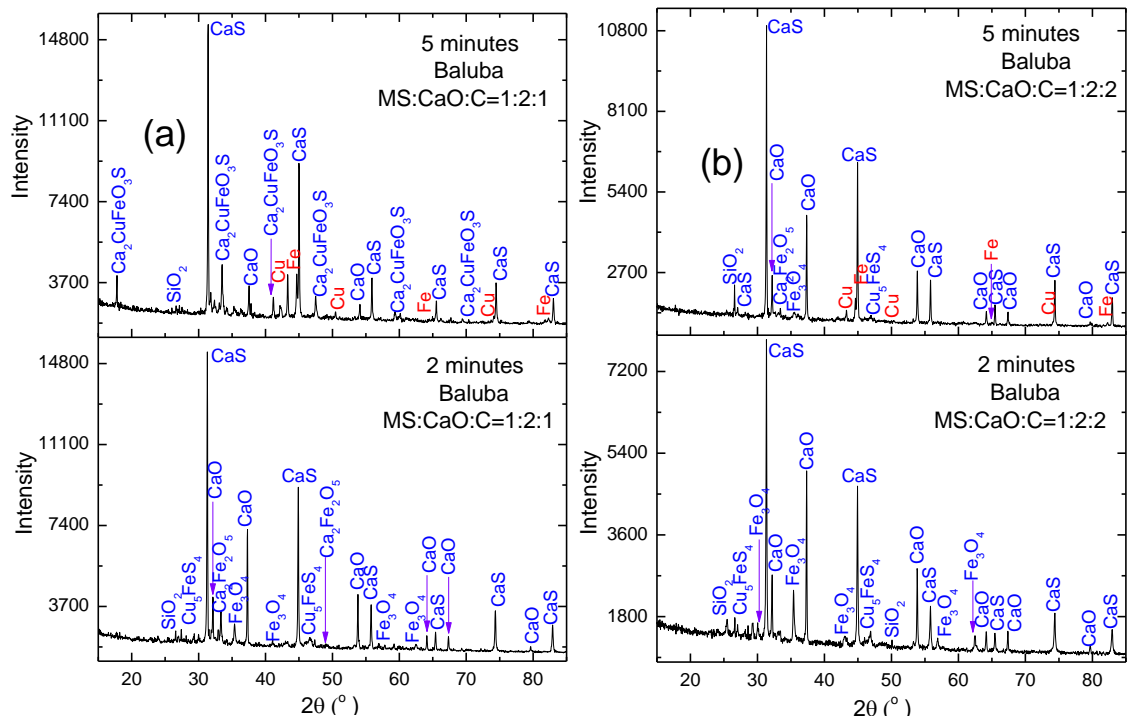 14800
11100
7400
3700
Intensity
(a)
5 minutes
Baluba
MS:CaO:C=1:2:1
Ca₂CuFeO₃S
SiO₂
CaS
Ca₂CuFeO₃S
CaO
Ca₂CuFeO₃S
Cu
Fe
CaS
Ca₂CuFeO₃S
Cu
CaO
CaS
Ca₂CuFeO₃S
Fe
CaS
Ca₂CuFeO₃S
Cu
CaS
Fe
CaS
14800
11100
7400
3700
Intensity
2 minutes
Baluba
MS:CaO:C=1:2:1
SiO₂
Cu₅FeS₄
CaS
CaO
Ca₂Fe₂O₅
Fe₃O₄
CaO
Fe₃O₄
CaS
Cu₅FeS₄
Ca₂Fe₂O₅
CaO
CaS
Fe₃O₄
Fe₃O₄
CaO
CaS
CaO
CaS
CaO
CaS
20 30 40 50 60 70 80
2θ (°)
10800
8100
5400
2700
Intensity
(b)
5 minutes
Baluba
MS:CaO:C=1:2:2
SiO₂
CaS
CaS
CaO
Ca₂Fe₂O₅
Fe₃O₄
CaO
Cu
Fe
CaS
Cu₅FeS₄
Cu
CaO
CaS
CaO
Fe
CaS
CaO
Cu
CaS
CaO
Fe
CaS
7200
5400
3600
1800
Intensity
2 minutes
Baluba
MS:CaO:C=1:2:2
SiO₂
Cu₅FeS₄
Fe₃O₄
CaS
CaO
Fe₃O₄
CaO
Fe₃O₄
CaS
Cu₅FeS₄
SiO₂
CaO
CaS
Fe₃O₄
Fe₃O₄
CaO
CaS
CaO
CaS
CaO
CaS
20 30 40 50 60 70 80
2θ (°)